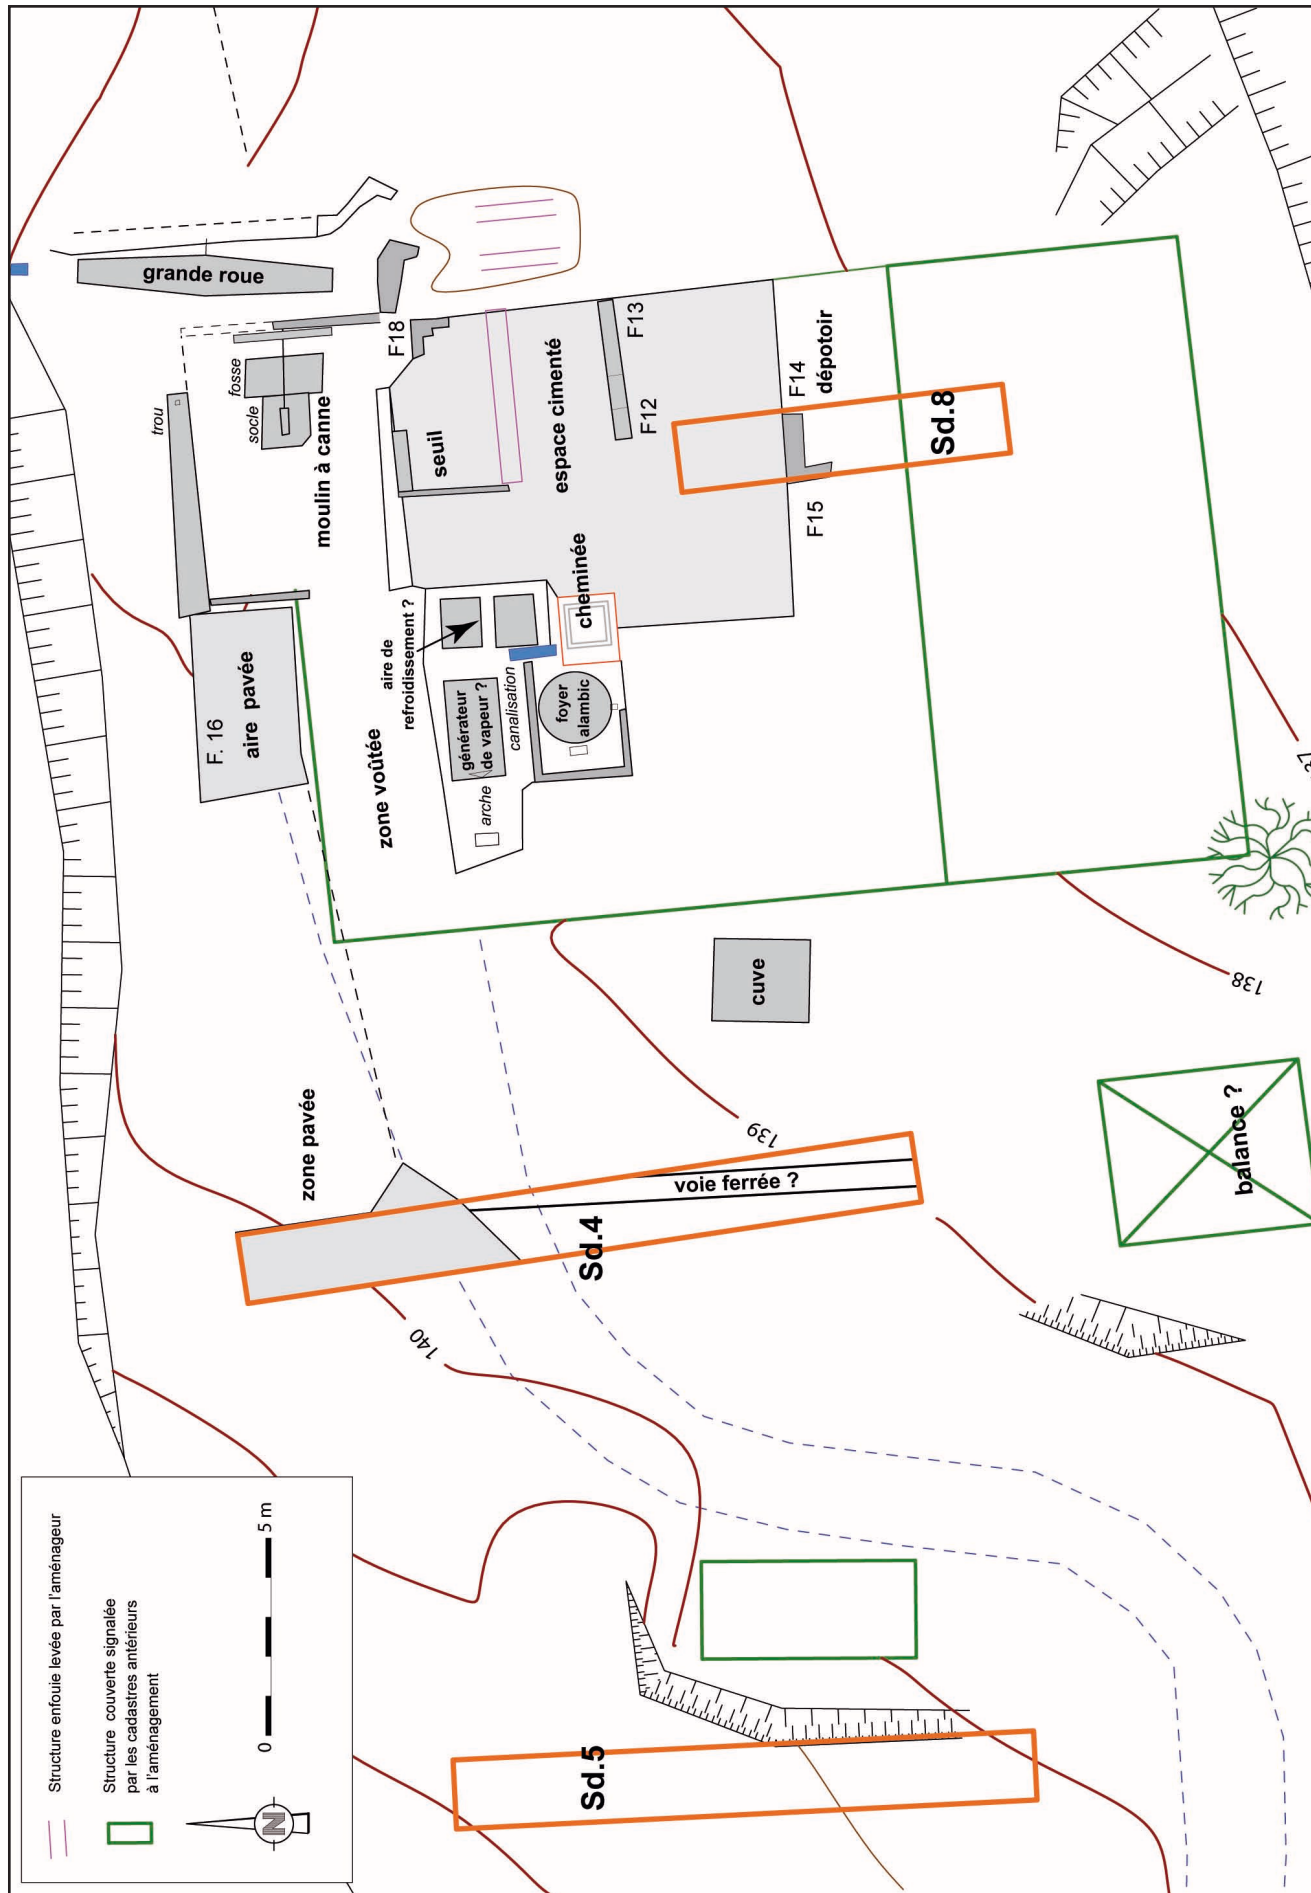 grande roue
trou
fosse
socle
moulin à canne
F18
seuil
espace cimenté
F13
F12
F14
dépotoir
F15
Sd.8
F. 16
aire pavée
aire de
refroidissement ?
zone voûtée
générateur
de vapeur ?
arche
canalisation
foyer
alambic
cheminée
cuve
zone pavée
voie ferrée ?
Sd.4
balance ?
139
138
37
140
Sd.5
Structure enfouie levée par l'aménageur
Structure couverte signalée
par les cadastres antérieurs
à l'aménagement
0 5 m
N